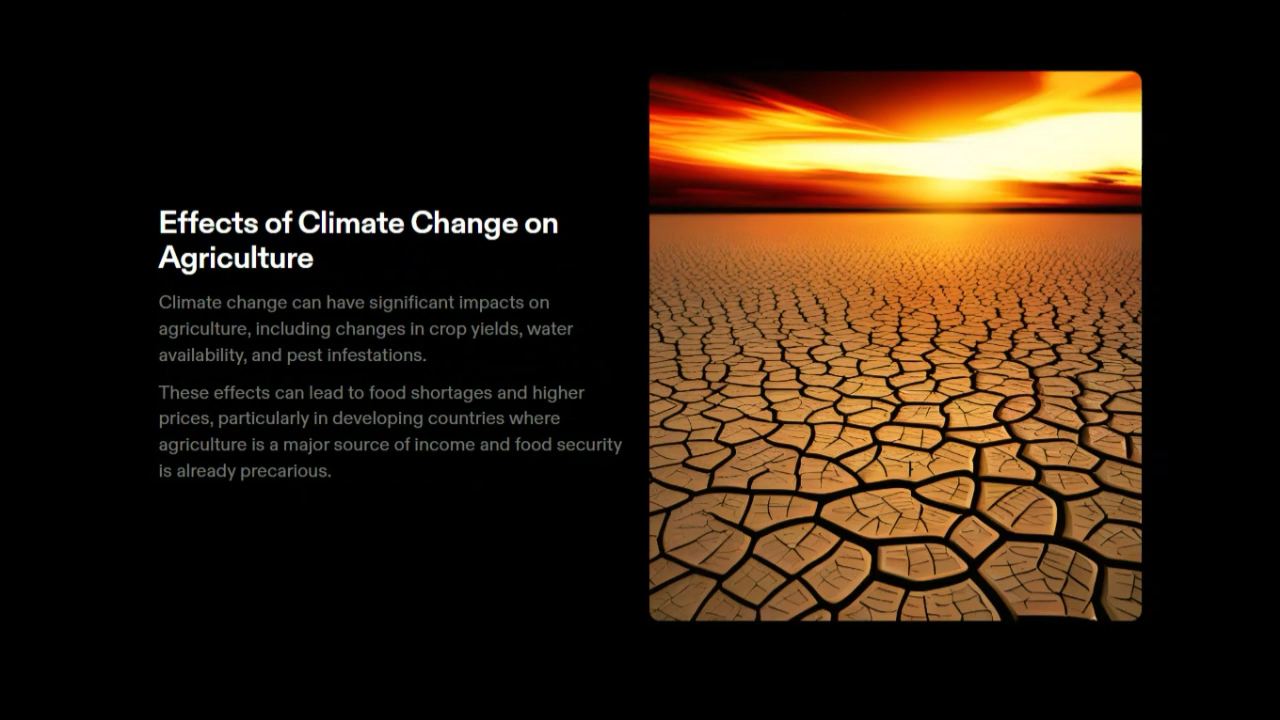 Effects of Climate Change on
Agriculture
Climate change can have significant impacts on
agriculture, including changes in crop yields, water
availability, and pest infestations.
These effects can lead to food shortages and higher
prices, particularly in developing countries where
agriculture is a major source of income and food security
is already precarious.